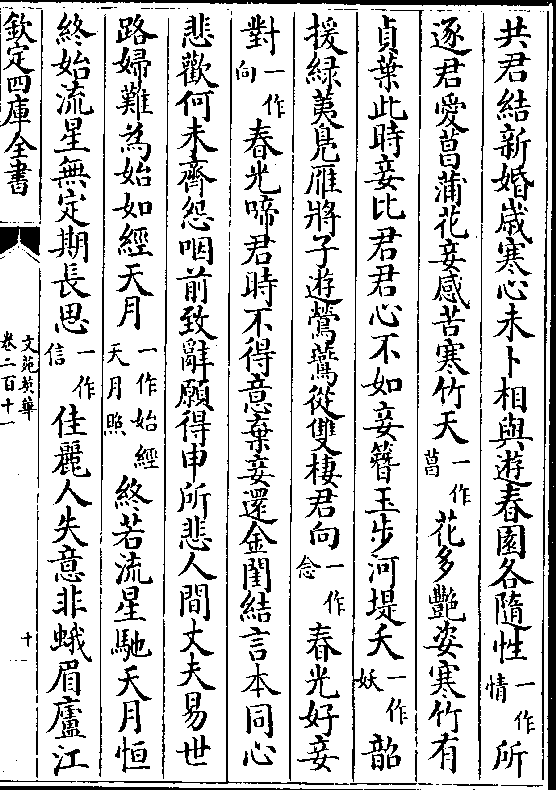 共君結新婚歳寒心未卜相與遊春園各隨性一作情所
逐君愛菖蒲花妾感苦寒竹天一作菖花多艶姿寒竹有
貞葉此時妾比君君心不如妾簪玉步河堤夭一作妖韶
援綠荑鳬雁將子遊鶯鷰從雙棲君向一作念春光好妾
對一作向春光啼君時不得意棄妾還金閨結言本同心
悲歡何未齊怨咽前致辭願得申所悲人間丈夫易世
路婦難為始如經天月一作始經天月照終若流星馳天月恒
終始流星無定期長思一作信佳麗人失意非蛾眉廬江
欽定四庫全書
文苑英華
卷二百十一
十